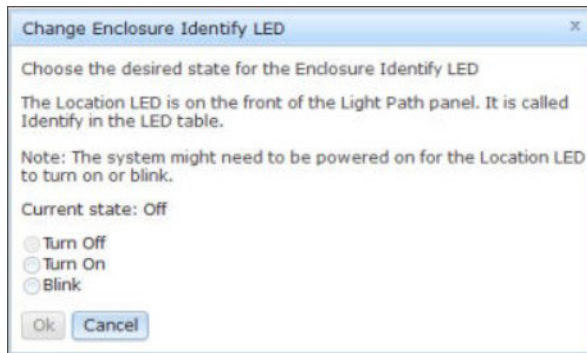 Change Enclosure Identify LED x
Choose the desired state for the Enclosure Identify LED
The Location LED is on the front of the Light Path panel. It is called
Identify in the LED table.
Note: The system might need to be powered on for the Location LED
to turn on or blink.
Current state: Off
Turn Off
Turn On
Blink
Ok Cancel